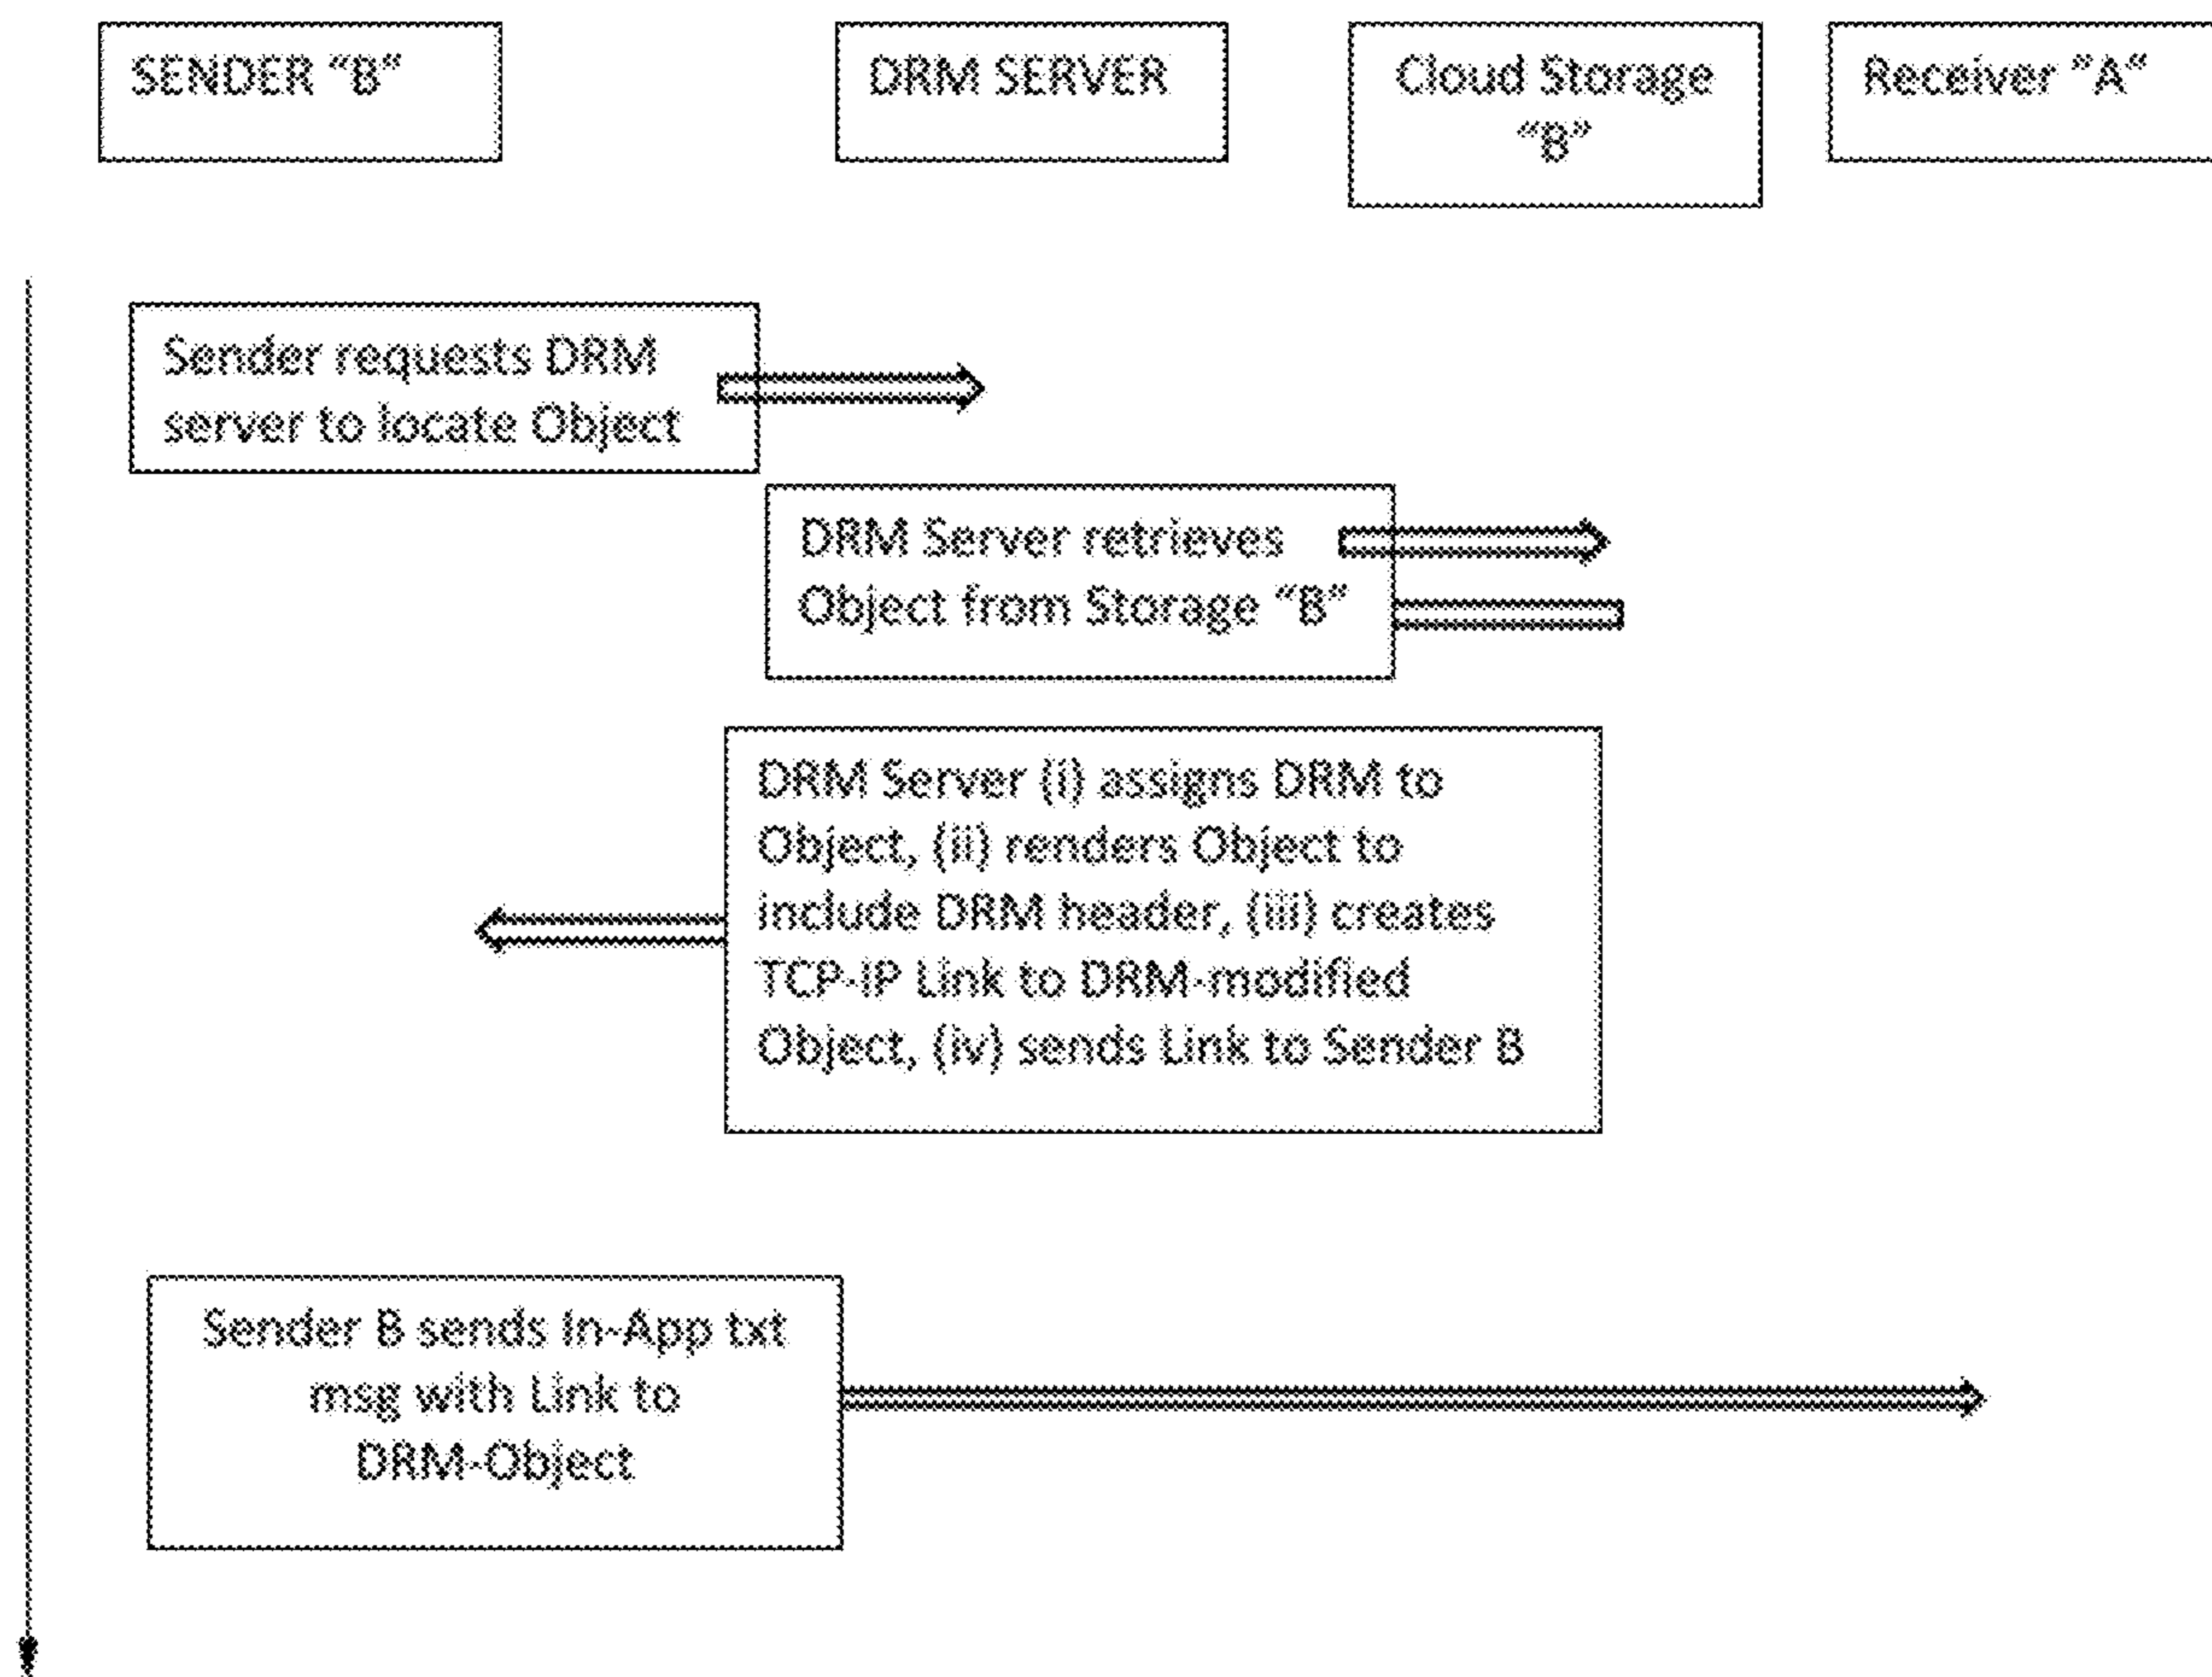 SENDER “B”
DRM SERVER
Cloud Storage
“B”
Receiver “A”
Sender requests DRM
server to locate Object
DRM Server retrieves
Object from Storage “B”
DRM Server (i) assigns DRM to
Object, (ii) renders Object to
include DRM header, (iii) creates
TCP-IP Link to DRM-modified
Object, (iv) sends Link to Sender B
Sender B sends In-App txt
msg with Link to
DRM-Object